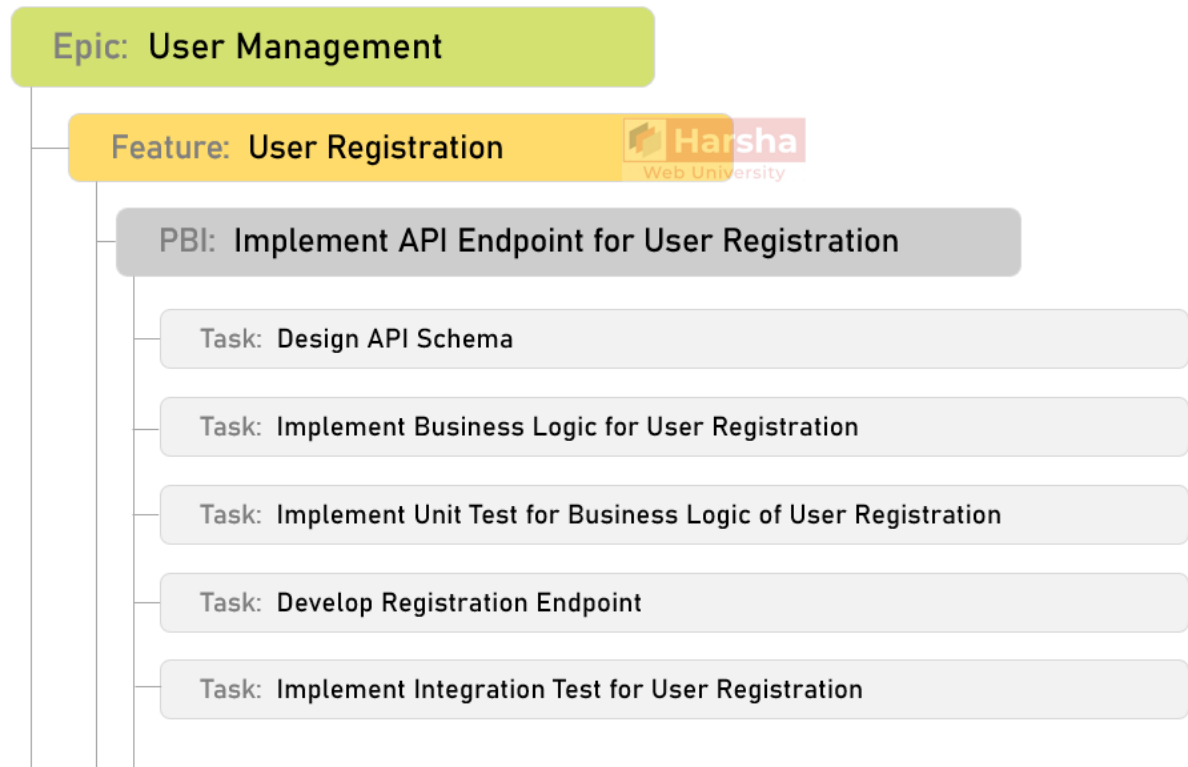 Epic: User Management
Feature: User Registration
Harsha
Web University
PBI: Implement API Endpoint for User Registration
Task: Design API Schema
Task: Implement Business Logic for User Registration
Task: Implement Unit Test for Business Logic of User Registration
Task: Develop Registration Endpoint
Task: Implement Integration Test for User Registration